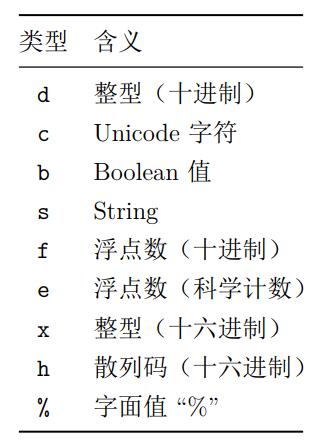 类型 含义
d 整型（十进制）
c Unicode 字符
b Boolean 值
s String
f 浮点数（十进制）
e 浮点数（科学计数）
x 整型（十六进制）
h 散列码（十六进制）
% 字面值 “%”